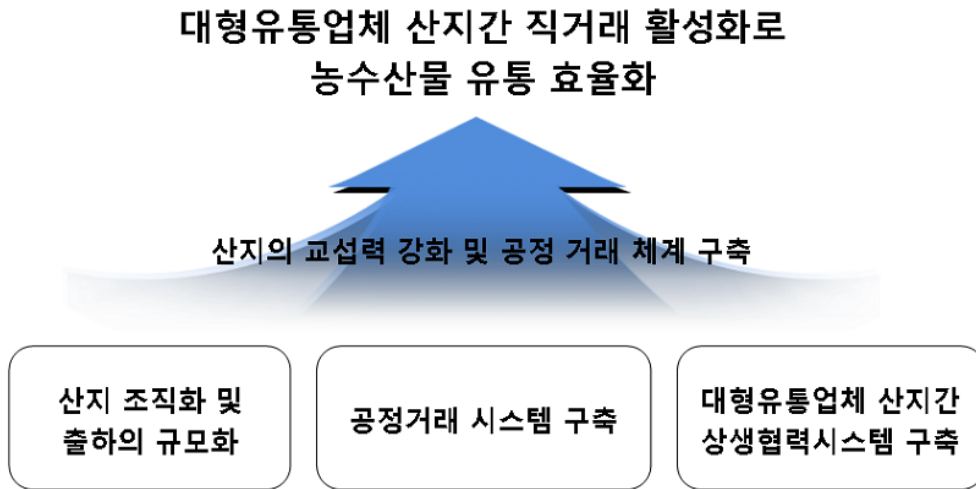 대형유통업체 산지간 직거래 활성화로
농수산물 유통 효율화
산지의 교섭력 강화 및 공정 거래 체계 구축
산지 조직화 및
출하의 규모화
공정거래 시스템 구축
대형유통업체 산지간
상생협력시스템 구축